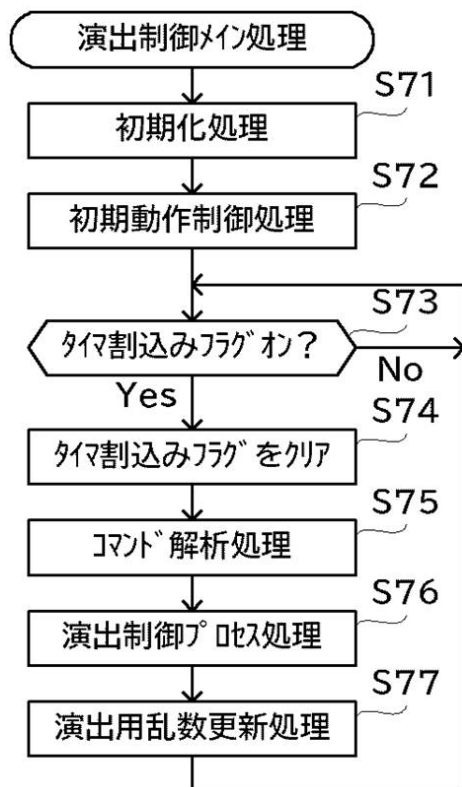 演出制御ﾒｲﾝ処理
S71
初期化処理
S72
初期動作制御処理
S73
ﾀｲﾏ割込みﾌﾗｸﾞｵﾝ？
No
Yes
S74
ﾀｲﾏ割込みﾌﾗｸﾞをｸﾘｱ
S75
ｺﾏﾝﾄﾞ解析処理
S76
演出制御ﾌﾟﾛｾｽ処理
S77
演出用乱数更新処理